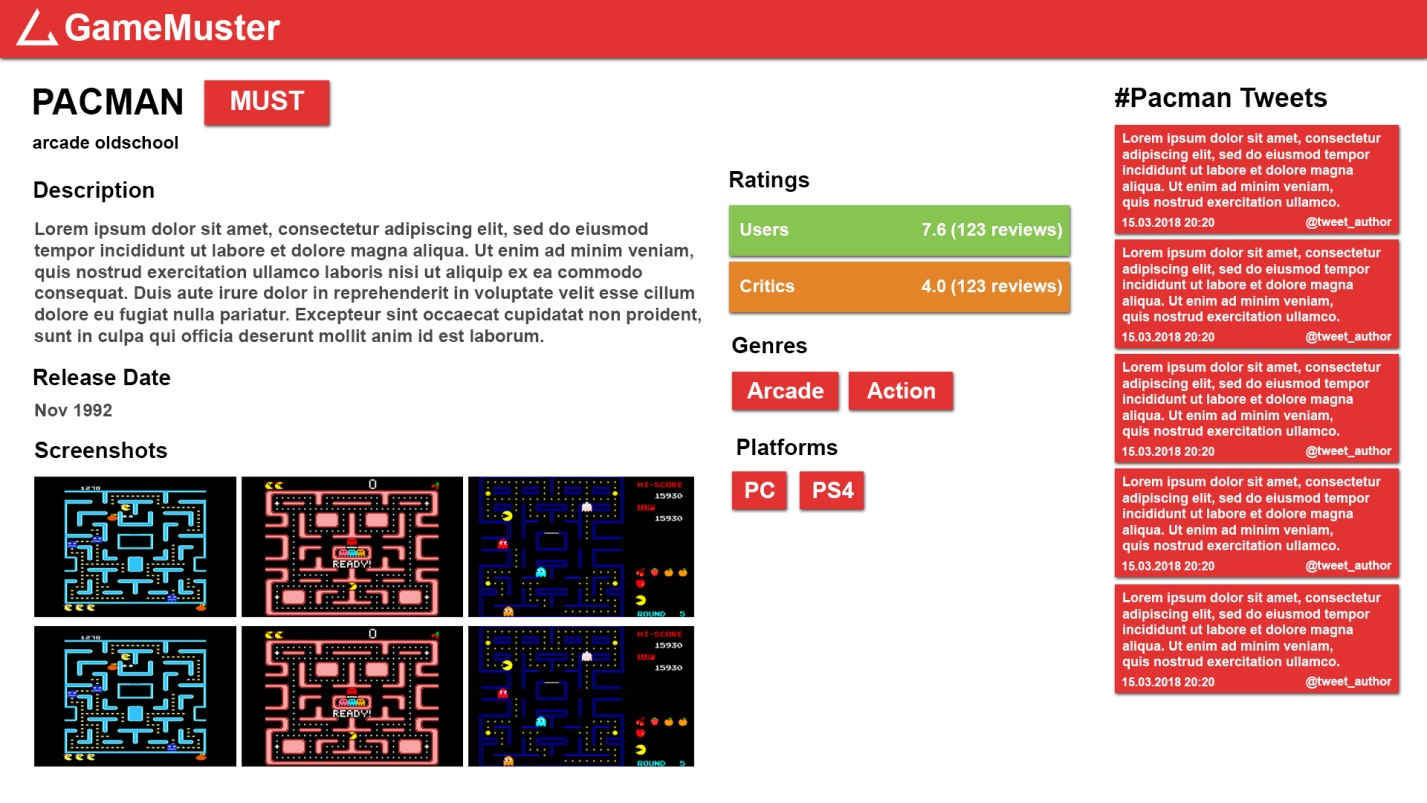 GameMuster
PACMAN
MUST
arcade oldschool
Description
Lorem ipsum dolor sit amet, consectetur adipiscing elit, sed do eiusmod
tempor incididunt ut labore et dolore magna aliqua. Ut enim ad minim veniam,
quis nostrud exercitation ullamco laboris nisi ut aliquip ex ea commodo
consequat. Duis aute irure dolor in reprehenderit in voluptate velit esse cillum
dolore eu fugiat nulla pariatur. Excepteur sint occaecat cupidatat non proident,
sunt in culpa qui officia deserunt mollit anim id est laborum.
Release Date
Nov 1992
Screenshots
1270
0
READY!
HI-SCORE
15930
1UP
15930
ROUND 5
1270
0
READY!
HI-SCORE
15930
1UP
15930
ROUND 5
Ratings
Users 7.6 (123 reviews)
Critics 4.0 (123 reviews)
Genres
Arcade Action
Platforms
PC PS4
#Pacman Tweets
Lorem ipsum dolor sit amet, consectetur
adipiscing elit, sed do eiusmod tempor
incididunt ut labore et dolore magna
aliqua. Ut enim ad minim veniam,
quis nostrud exercitation ullamco.
15.03.2018 20:20 @tweet_author
Lorem ipsum dolor sit amet, consectetur
adipiscing elit, sed do eiusmod tempor
incididunt ut labore et dolore magna
aliqua. Ut enim ad minim veniam,
quis nostrud exercitation ullamco.
15.03.2018 20:20 @tweet_author
Lorem ipsum dolor sit amet, consectetur
adipiscing elit, sed do eiusmod tempor
incididunt ut labore et dolore magna
aliqua. Ut enim ad minim veniam,
quis nostrud exercitation ullamco.
15.03.2018 20:20 @tweet_author
Lorem ipsum dolor sit amet, consectetur
adipiscing elit, sed do eiusmod tempor
incididunt ut labore et dolore magna
aliqua. Ut enim ad minim veniam,
quis nostrud exercitation ullamco.
15.03.2018 20:20 @tweet_author
Lorem ipsum dolor sit amet, consectetur
adipiscing elit, sed do eiusmod tempor
incididunt ut labore et dolore magna
aliqua. Ut enim ad minim veniam,
quis nostrud exercitation ullamco.
15.03.2018 20:20 @tweet_author